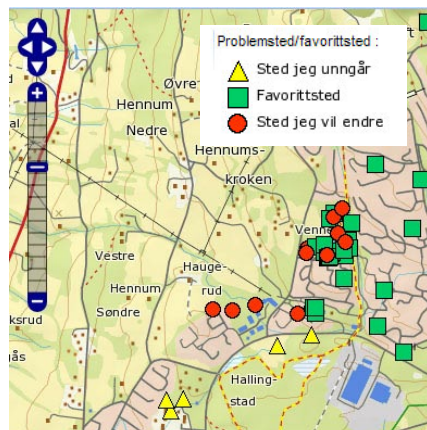 Problemsted/favorittsted :
Sted jeg unngår
Favorittsted
Sted jeg vil endre
Øvre
Hennum
Nedre
Hennums-
kroken
Venne
Vestre
Hauge-
rud
Hennum
Søndre
ksrud
gås
Halling-
stad